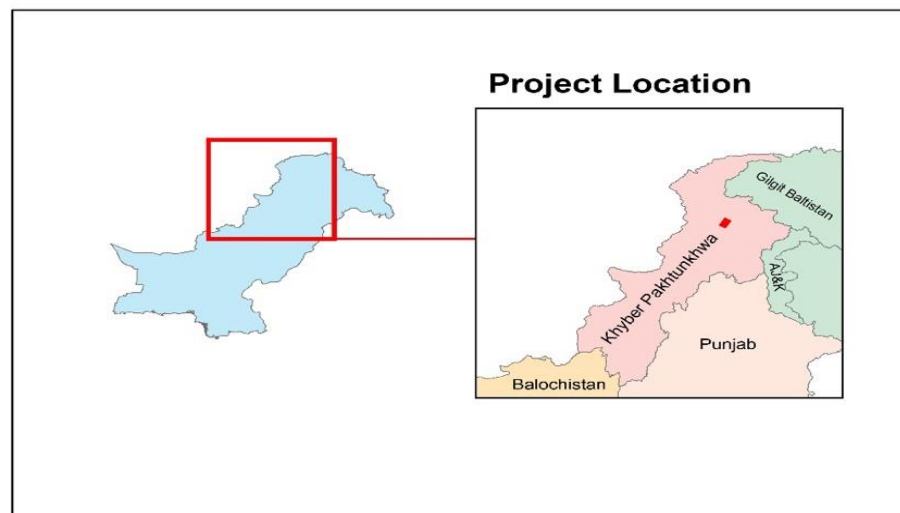 Project Location
Gilgit Baltistan
Khyber Pakhtunkhwa
AJ&K
Punjab
Balochistan